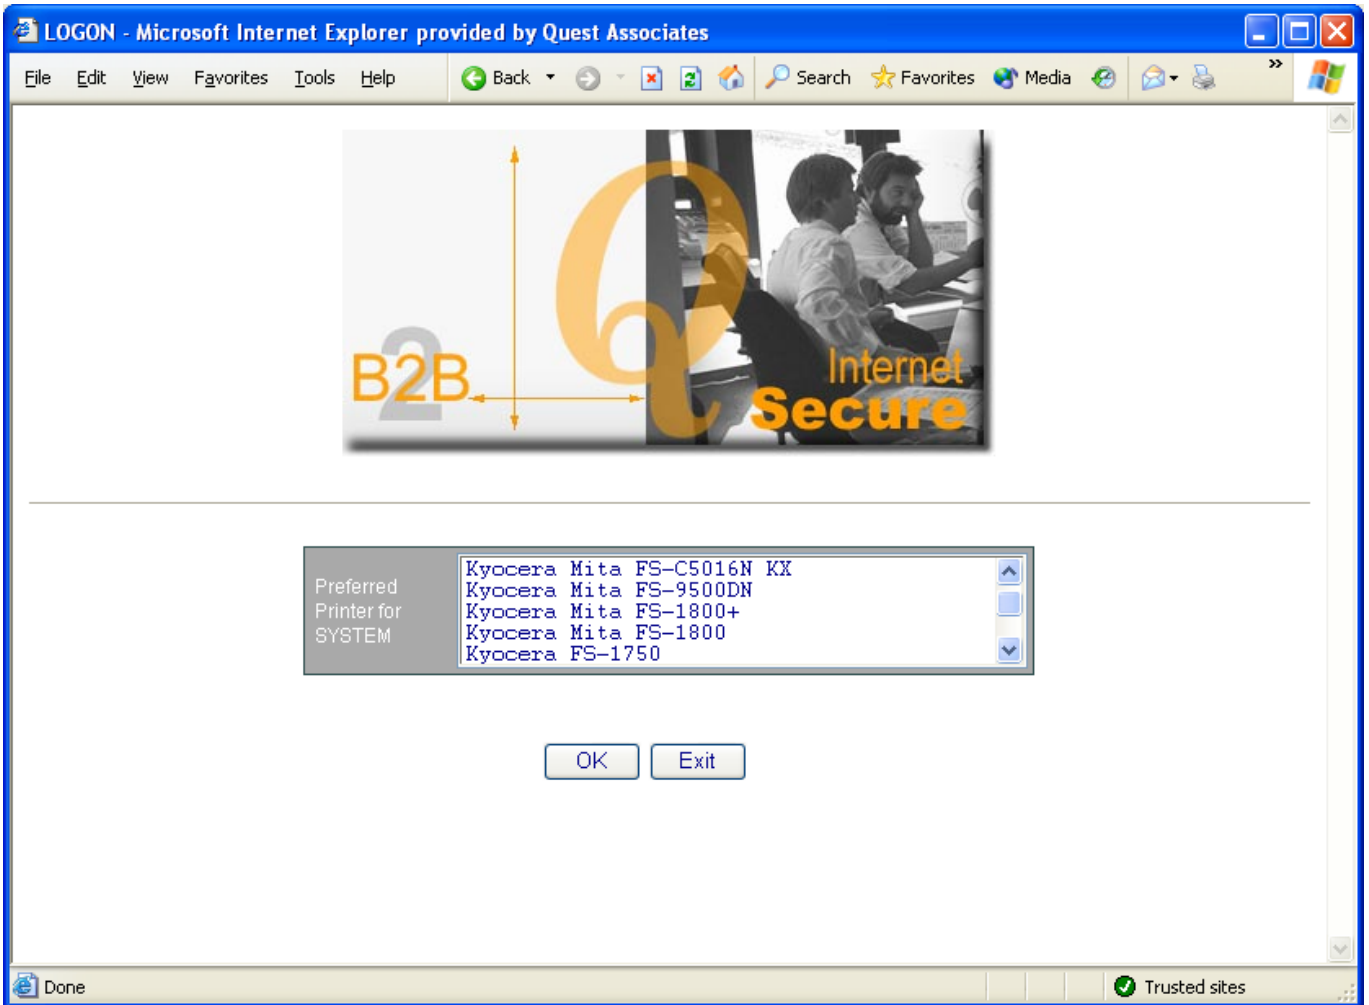 LOGON - Microsoft Internet Explorer provided by Quest Associates
File Edit View Favorites Tools Help Back Search Favorites Media »
B2B
2
Q
Internet
Secure
Preferred
Printer for
SYSTEM
Kyocera Mita FS-C5016N KX
Kyocera Mita FS-9500DN
Kyocera Mita FS-1800+
Kyocera Mita FS-1800
Kyocera FS-1750
OK Exit
Done Trusted sites